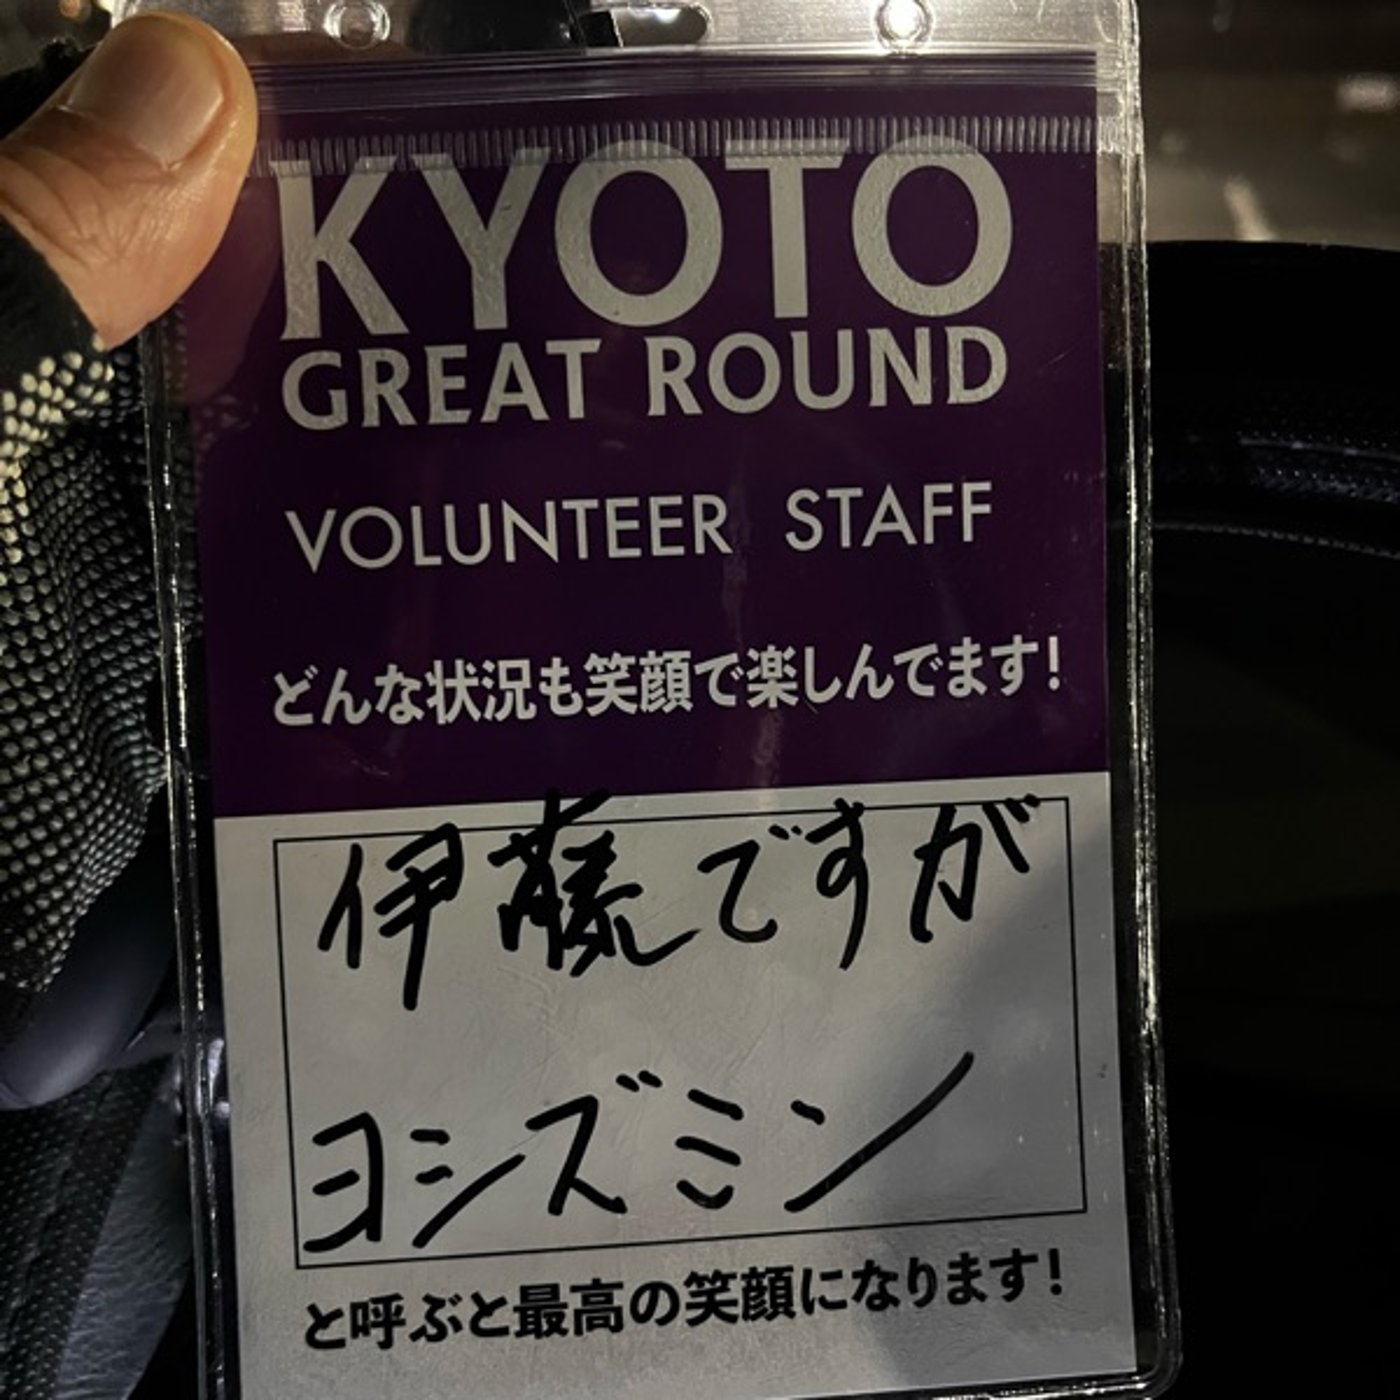 KYOTO
GREAT ROUND
VOLUNTEER STAFF
どんな状況も笑顔で楽しんでます!
伊藤ですが
ヨシズミン
と呼ぶと最高の笑顔になります!